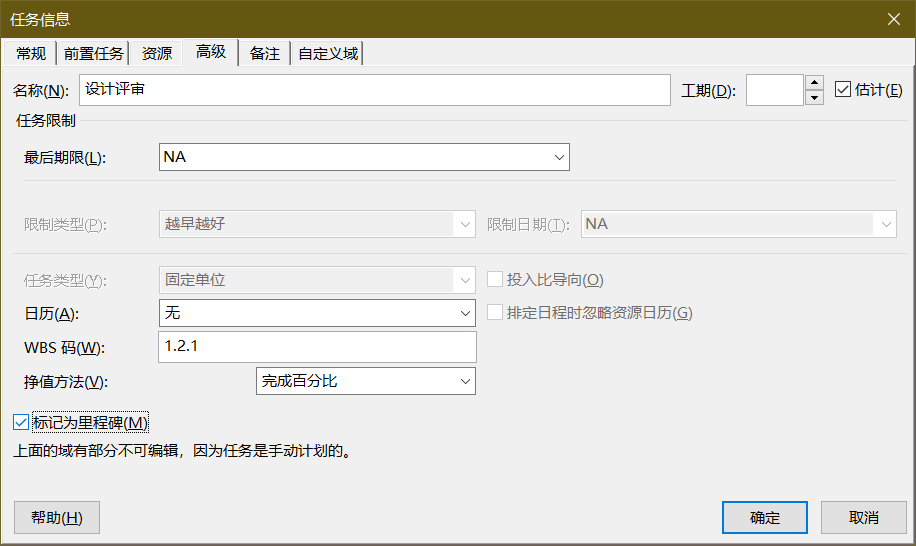 任务信息
常规 前置任务 资源 高级 备注 自定义域
名称(N): 设计评审 工期(D): 估计(E)
任务限制
最后期限(L): NA
限制类型(P): 越早越好 限制日期(T): NA
任务类型(Y): 固定单位 投入比导向(O)
日历(A): 无 排定日程时忽略资源日历(G)
WBS 码(W): 1.2.1
挣值方法(V): 完成百分比
标记为里程碑(M)
上面的域有部分不可编辑，因为任务是手动计划的。
帮助(H) 确定 取消